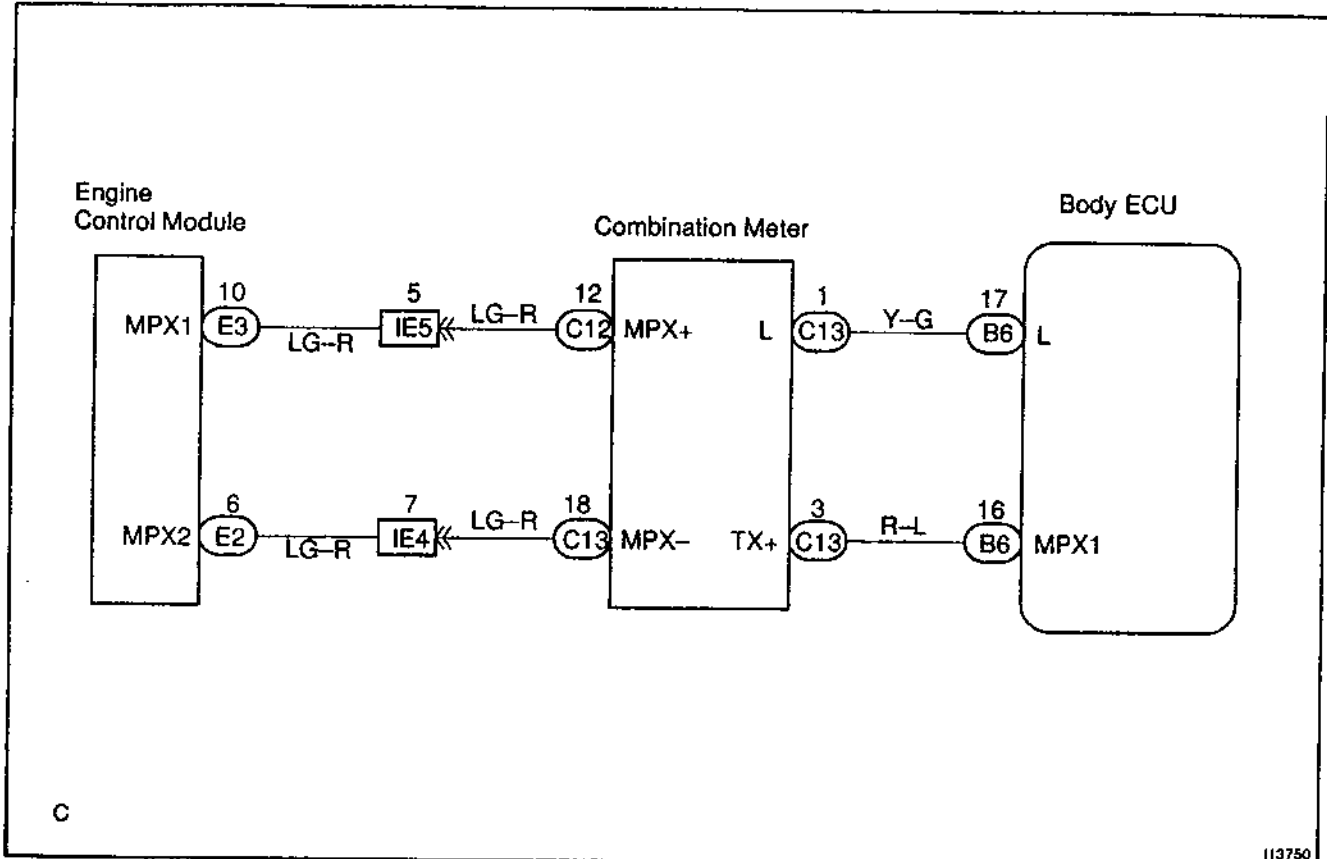 Engine
Control Module
Combination Meter
Body ECU
MPX1 10 E3 LG-R 5 IE5 LG-R 12 C12 MPX+
L 1 C13 Y-G 17 B6 L
MPX2 6 E2 LG-R 7 IE4 LG-R 18 C13 MPX-
TX+ 3 C13 R-L 16 B6 MPX1
C
I13750